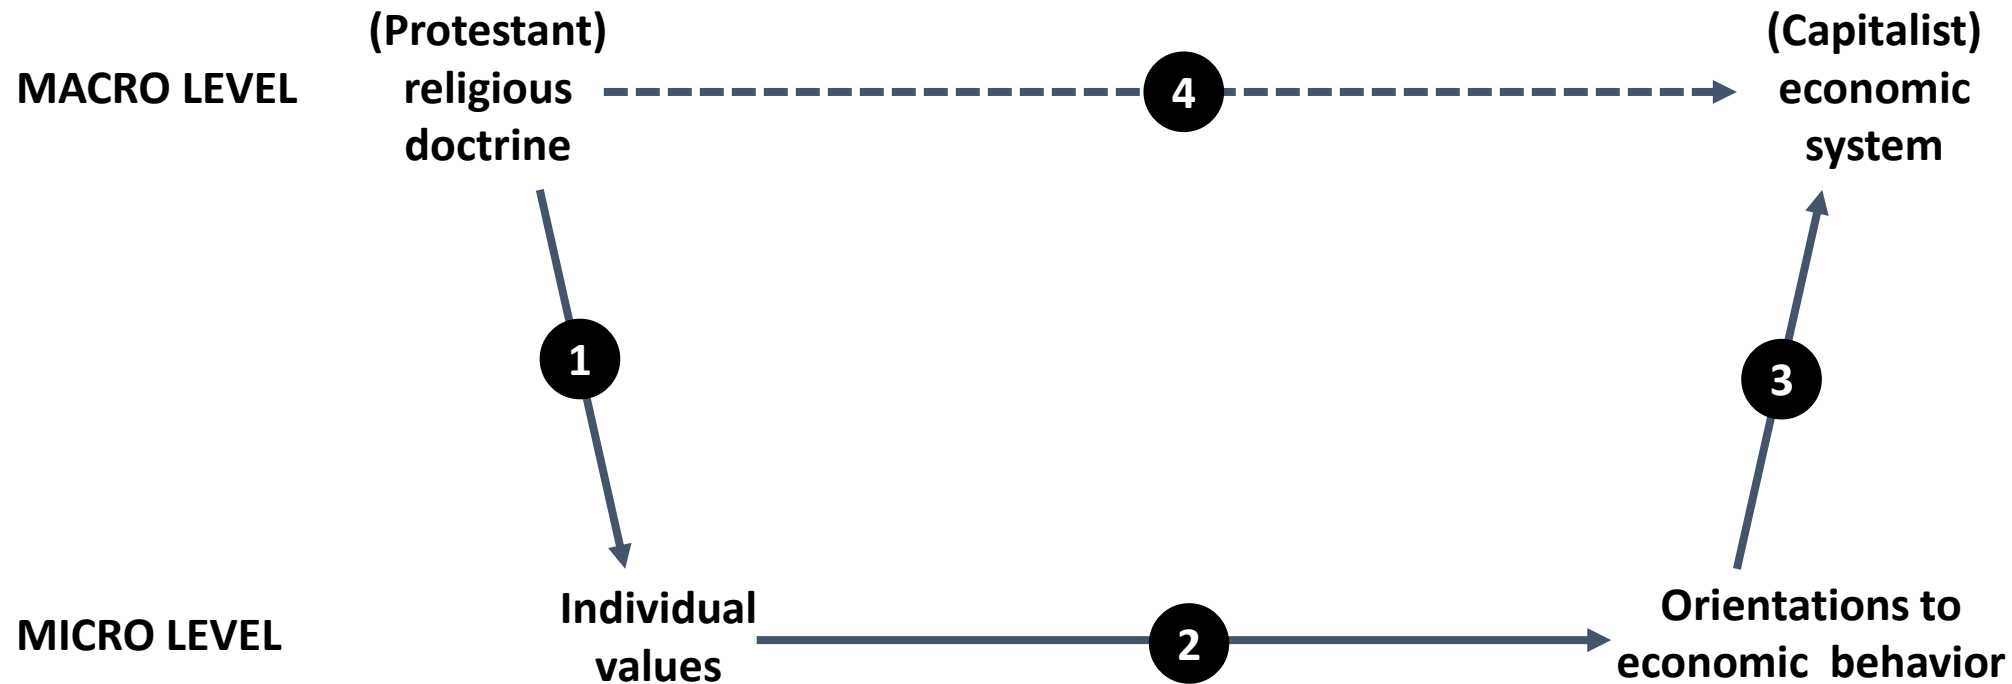 MACRO LEVEL
(Protestant)
religious
doctrine
4
(Capitalist)
economic
system
1
3
MICRO LEVEL
Individual
values
2
Orientations to
economic behavior